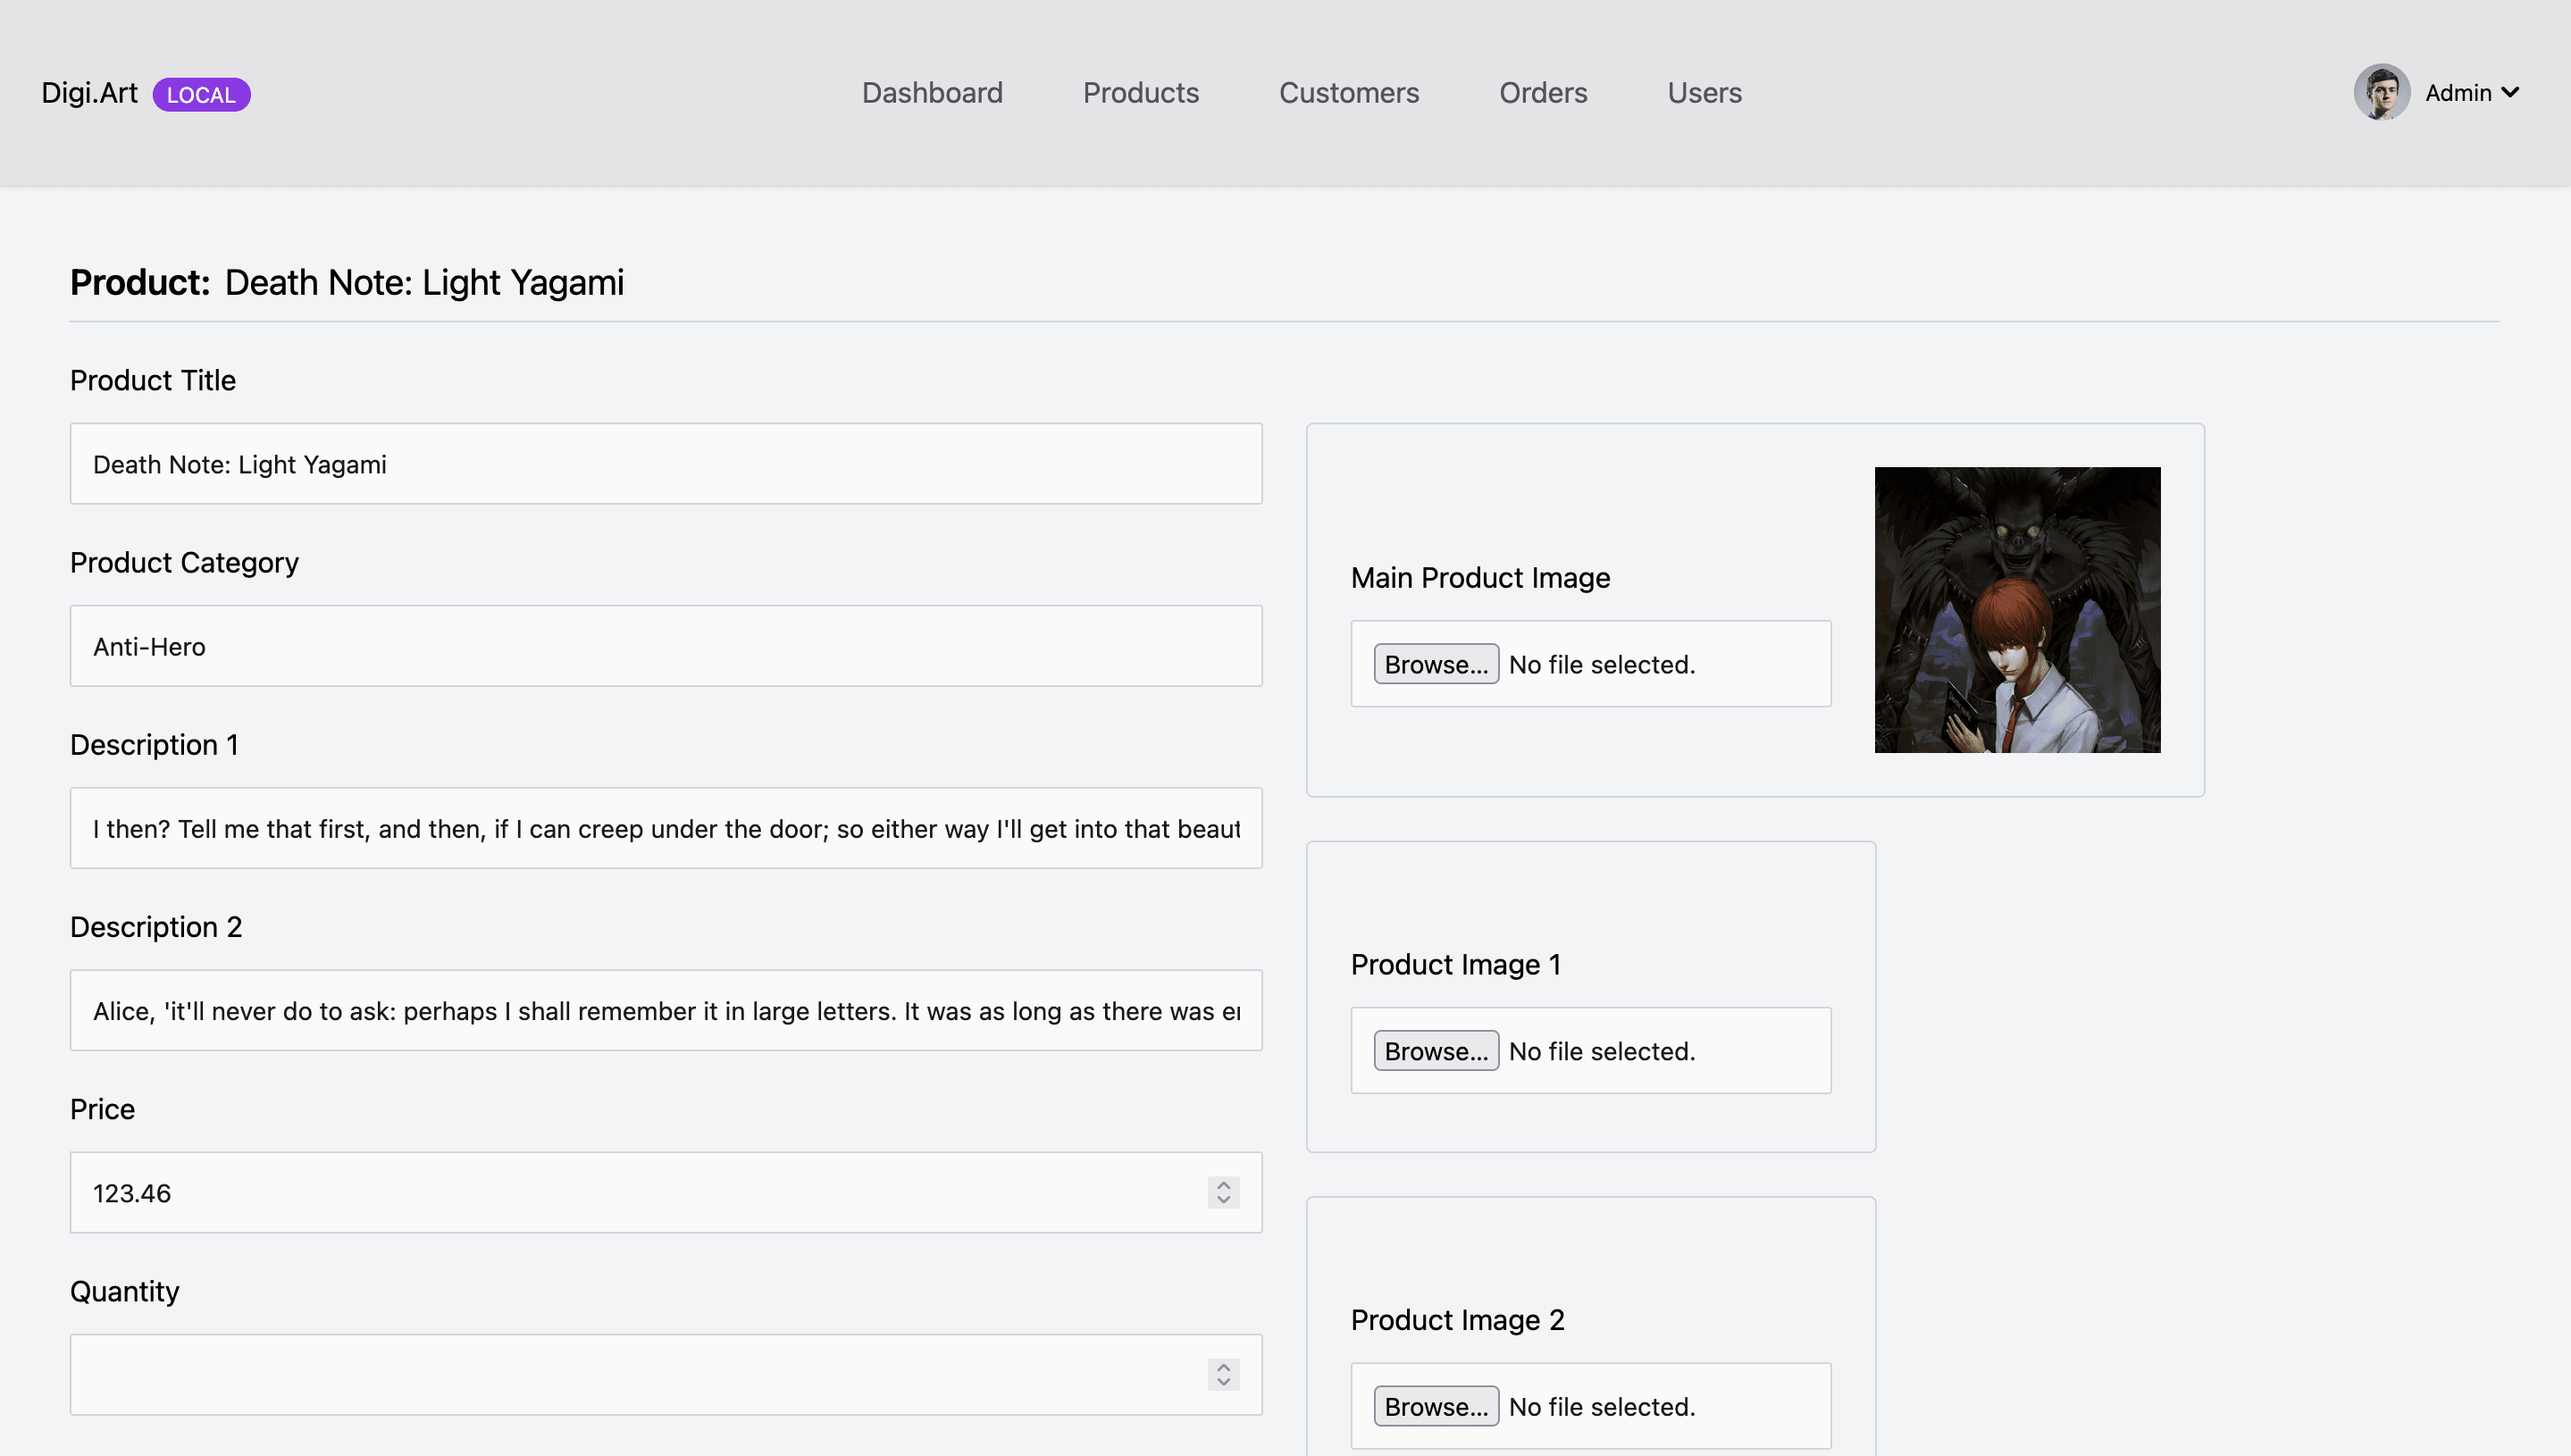 Digi.Art LOCAL Dashboard Products Customers Orders Users Admin
Product: Death Note: Light Yagami
Product Title
Death Note: Light Yagami
Product Category
Anti-Hero
Description 1
I then? Tell me that first, and then, if I can creep under the door; so either way I'll get into that beaut
Description 2
Alice, 'it'll never do to ask: perhaps I shall remember it in large letters. It was as long as there was er
Price
123.46
Quantity
Main Product Image
Browse... No file selected.
Product Image 1
Browse... No file selected.
Product Image 2
Browse... No file selected.